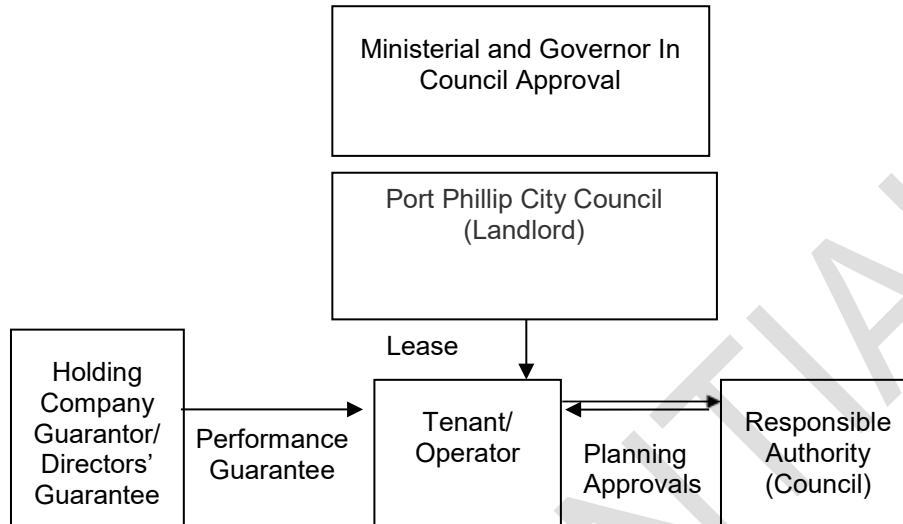 Ministerial and Governor In
Council Approval
Port Phillip City Council
(Landlord)
Lease
Holding
Company
Guarantor/
Directors’
Guarantee
Performance
Guarantee
Tenant/
Operator
Planning
Approvals
Responsible
Authority
(Council)
NTIA